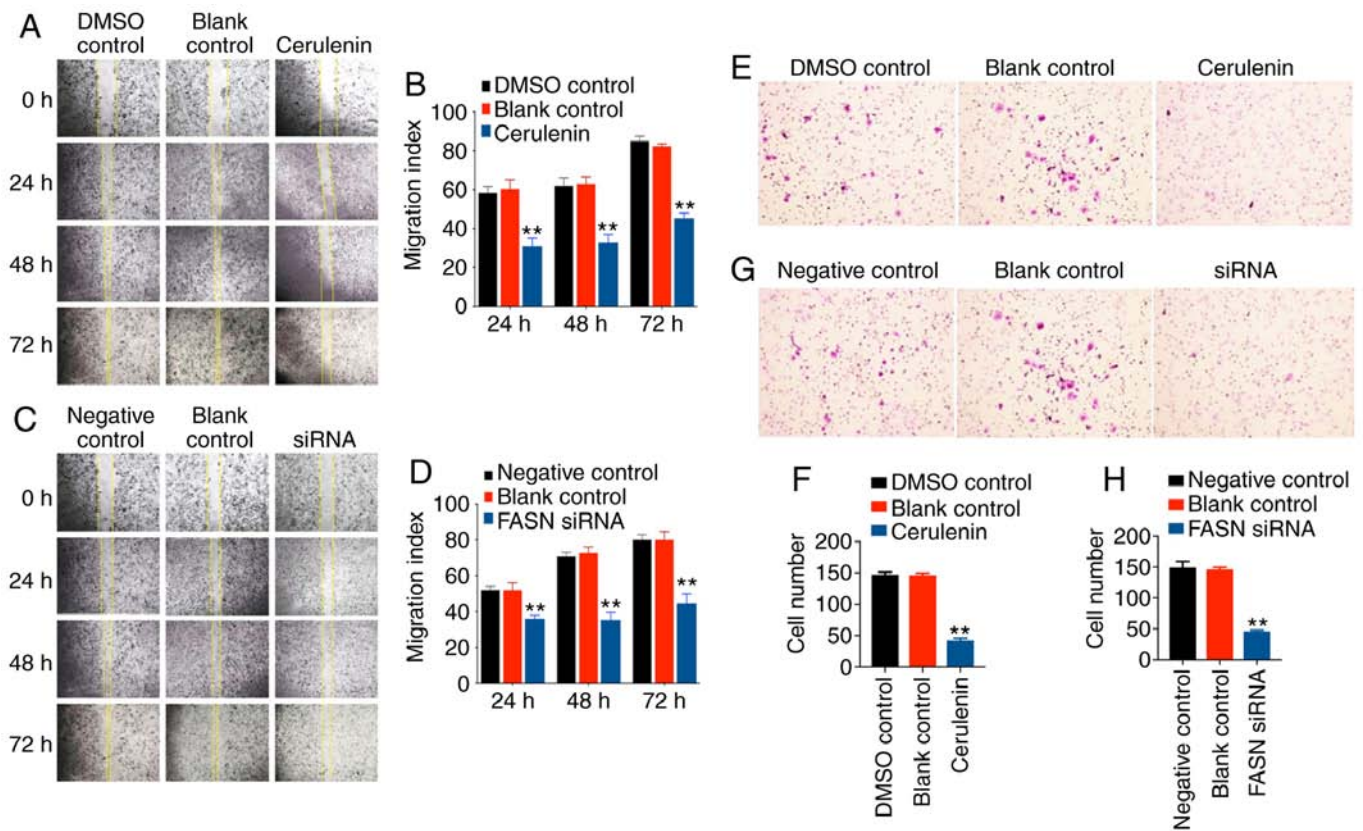 A
DMSO control
Blank control
Cerulenin
0 h
24 h
48 h
72 h
B
DMSO control
Blank control
Cerulenin
Migration index
100
80
60
40
20
0
**
**
**
24 h
48 h
72 h
C
Negative control
Blank control
siRNA
0 h
24 h
48 h
72 h
D
Negative control
Blank control
FASN siRNA
Migration index
100
80
60
40
20
0
**
**
**
24 h
48 h
72 h
E
DMSO control
Blank control
Cerulenin
G
Negative control
Blank control
siRNA
F
DMSO control
Blank control
Cerulenin
Cell number
200
150
100
50
0
**
DMSO control
Blank control
Cerulenin
H
Negative control
Blank control
FASN siRNA
Cell number
200
150
100
50
0
**
Negative control
Blank control
FASN siRNA